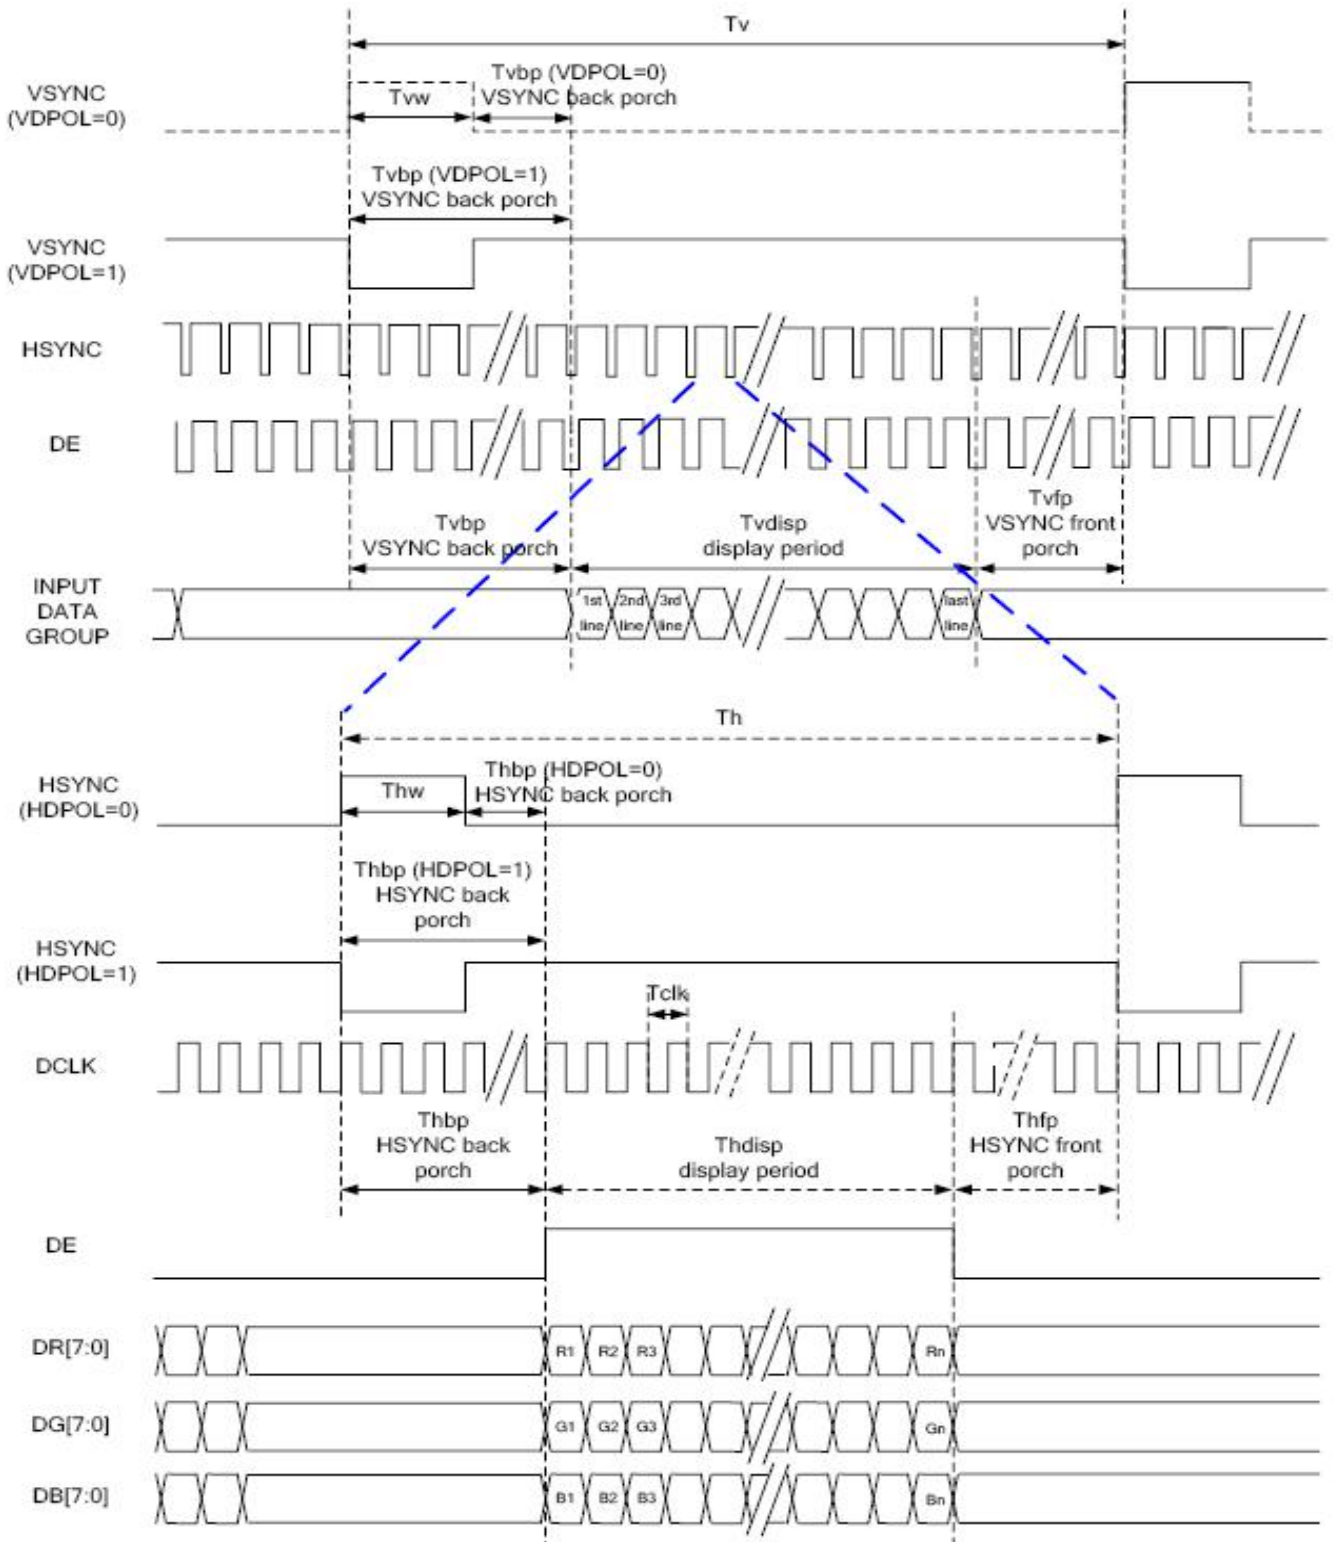 Tv
VSYNC
(VDPOL=0)
Tvw
Tvbp (VDPOL=0)
VSYNC back porch
Tvbp (VDPOL=1)
VSYNC back porch
VSYNC
(VDPOL=1)
HSYNC
DE
Tvbp
VSYNC back porch
Tvdisp
display period
Tvfp
VSYNC front
porch
INPUT
DATA
GROUP
1st
line
2nd
line
3rd
line
last
line
Th
HSYNC
(HDPOL=0)
Thw
Thbp (HDPOL=0)
HSYNC back porch
Thbp (HDPOL=1)
HSYNC back
porch
HSYNC
(HDPOL=1)
Tclk
DCLK
Thbp
HSYNC back
porch
Thdisp
display period
Thfp
HSYNC front
porch
DE
DR[7:0]
R1 R2 R3 Rn
DG[7:0]
G1 G2 G3 Gn
DB[7:0]
B1 B2 B3 Bn